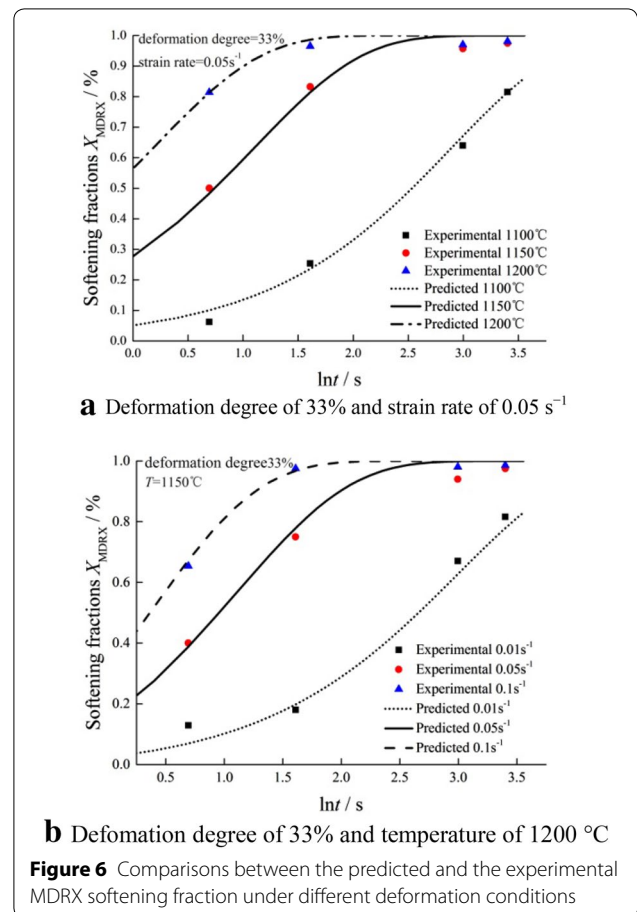 deformation degree=33%
strain rate=0.05s⁻¹
Softening fractions X_MDRX / %
1.0
0.9
0.8
0.7
0.6
0.5
0.4
0.3
0.2
0.1
0.0
Experimental 1100℃
Experimental 1150℃
Experimental 1200℃
Predicted 1100℃
Predicted 1150℃
Predicted 1200℃
0.0 0.5 1.0 1.5 2.0 2.5 3.0 3.5
lnt / s
a Deformation degree of 33% and strain rate of 0.05 s⁻¹
deformation degree33%
T=1150℃
Softening fractions X_MDRX / %
1.0
0.8
0.6
0.4
0.2
0.0
Experimental 0.01s⁻¹
Experimental 0.05s⁻¹
Experimental 0.1s⁻¹
Predicted 0.01s⁻¹
Predicted 0.05s⁻¹
Predicted 0.1s⁻¹
0.5 1.0 1.5 2.0 2.5 3.0 3.5
lnt / s
b Defomation degree of 33% and temperature of 1200 °C
Figure 6 Comparisons between the predicted and the experimental
MDRX softening fraction under different deformation conditions